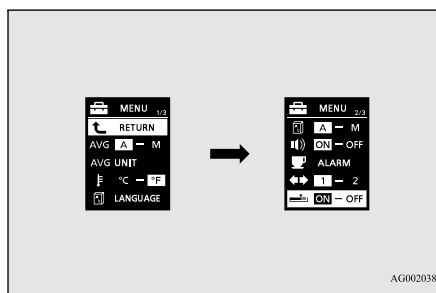 MENU 1/3
RETURN
AVG A – M
AVG UNIT
°C – °F
LANGUAGE
MENU 2/3
A – M
ON – OFF
ALARM
1 – 2
ON – OFF
AG002038